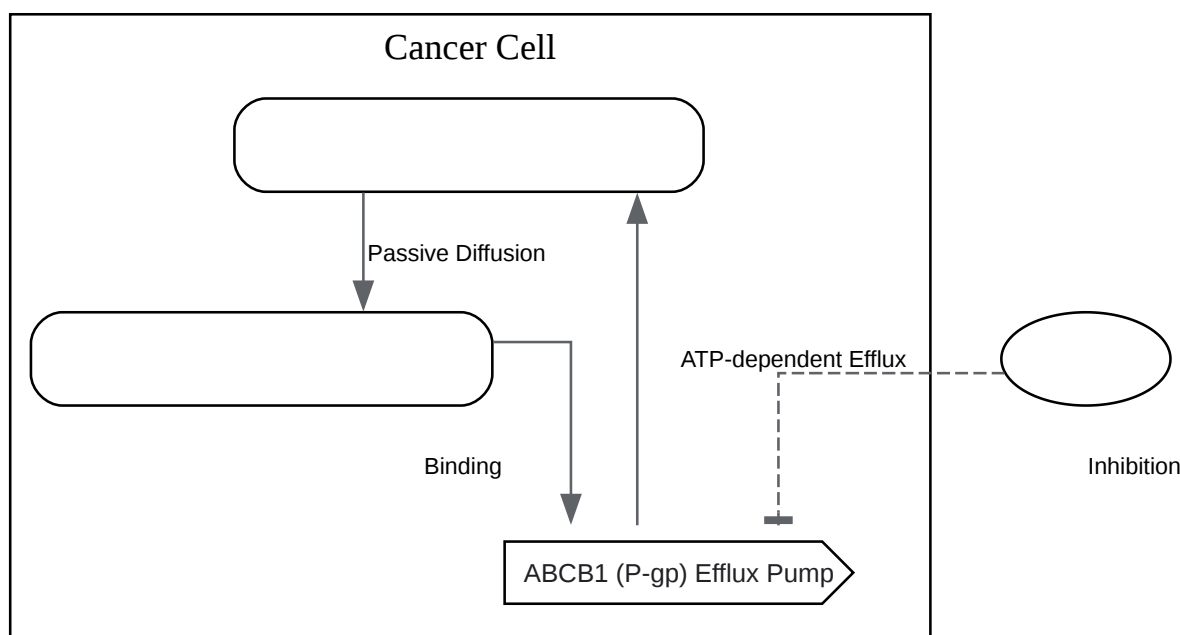 Cancer Cell
Passive Diffusion
ATP-dependent Efflux
Binding
Inhibition
ABCB1 (P-gp) Efflux Pump